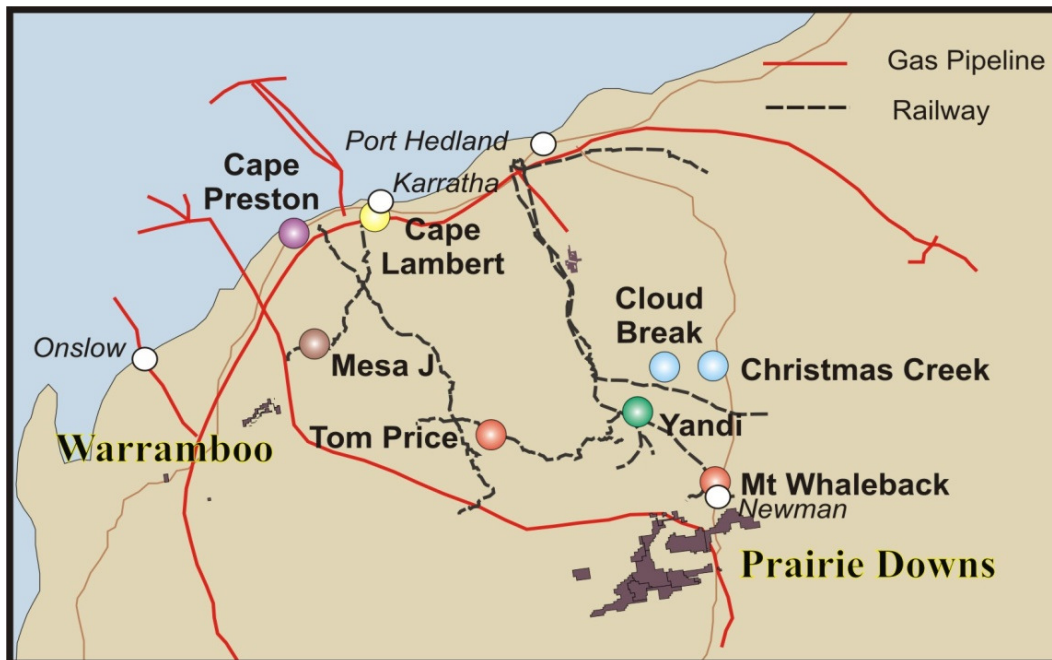 Gas Pipeline
Railway
Port Hedland
Cape
Preston
Karratha
Cape
Lambert
Cloud
Break
Onslow
Mesa J
Christmas Creek
Warramboo
Tom Price
Yandi
Mt Whaleback
Newman
Prairie Downs